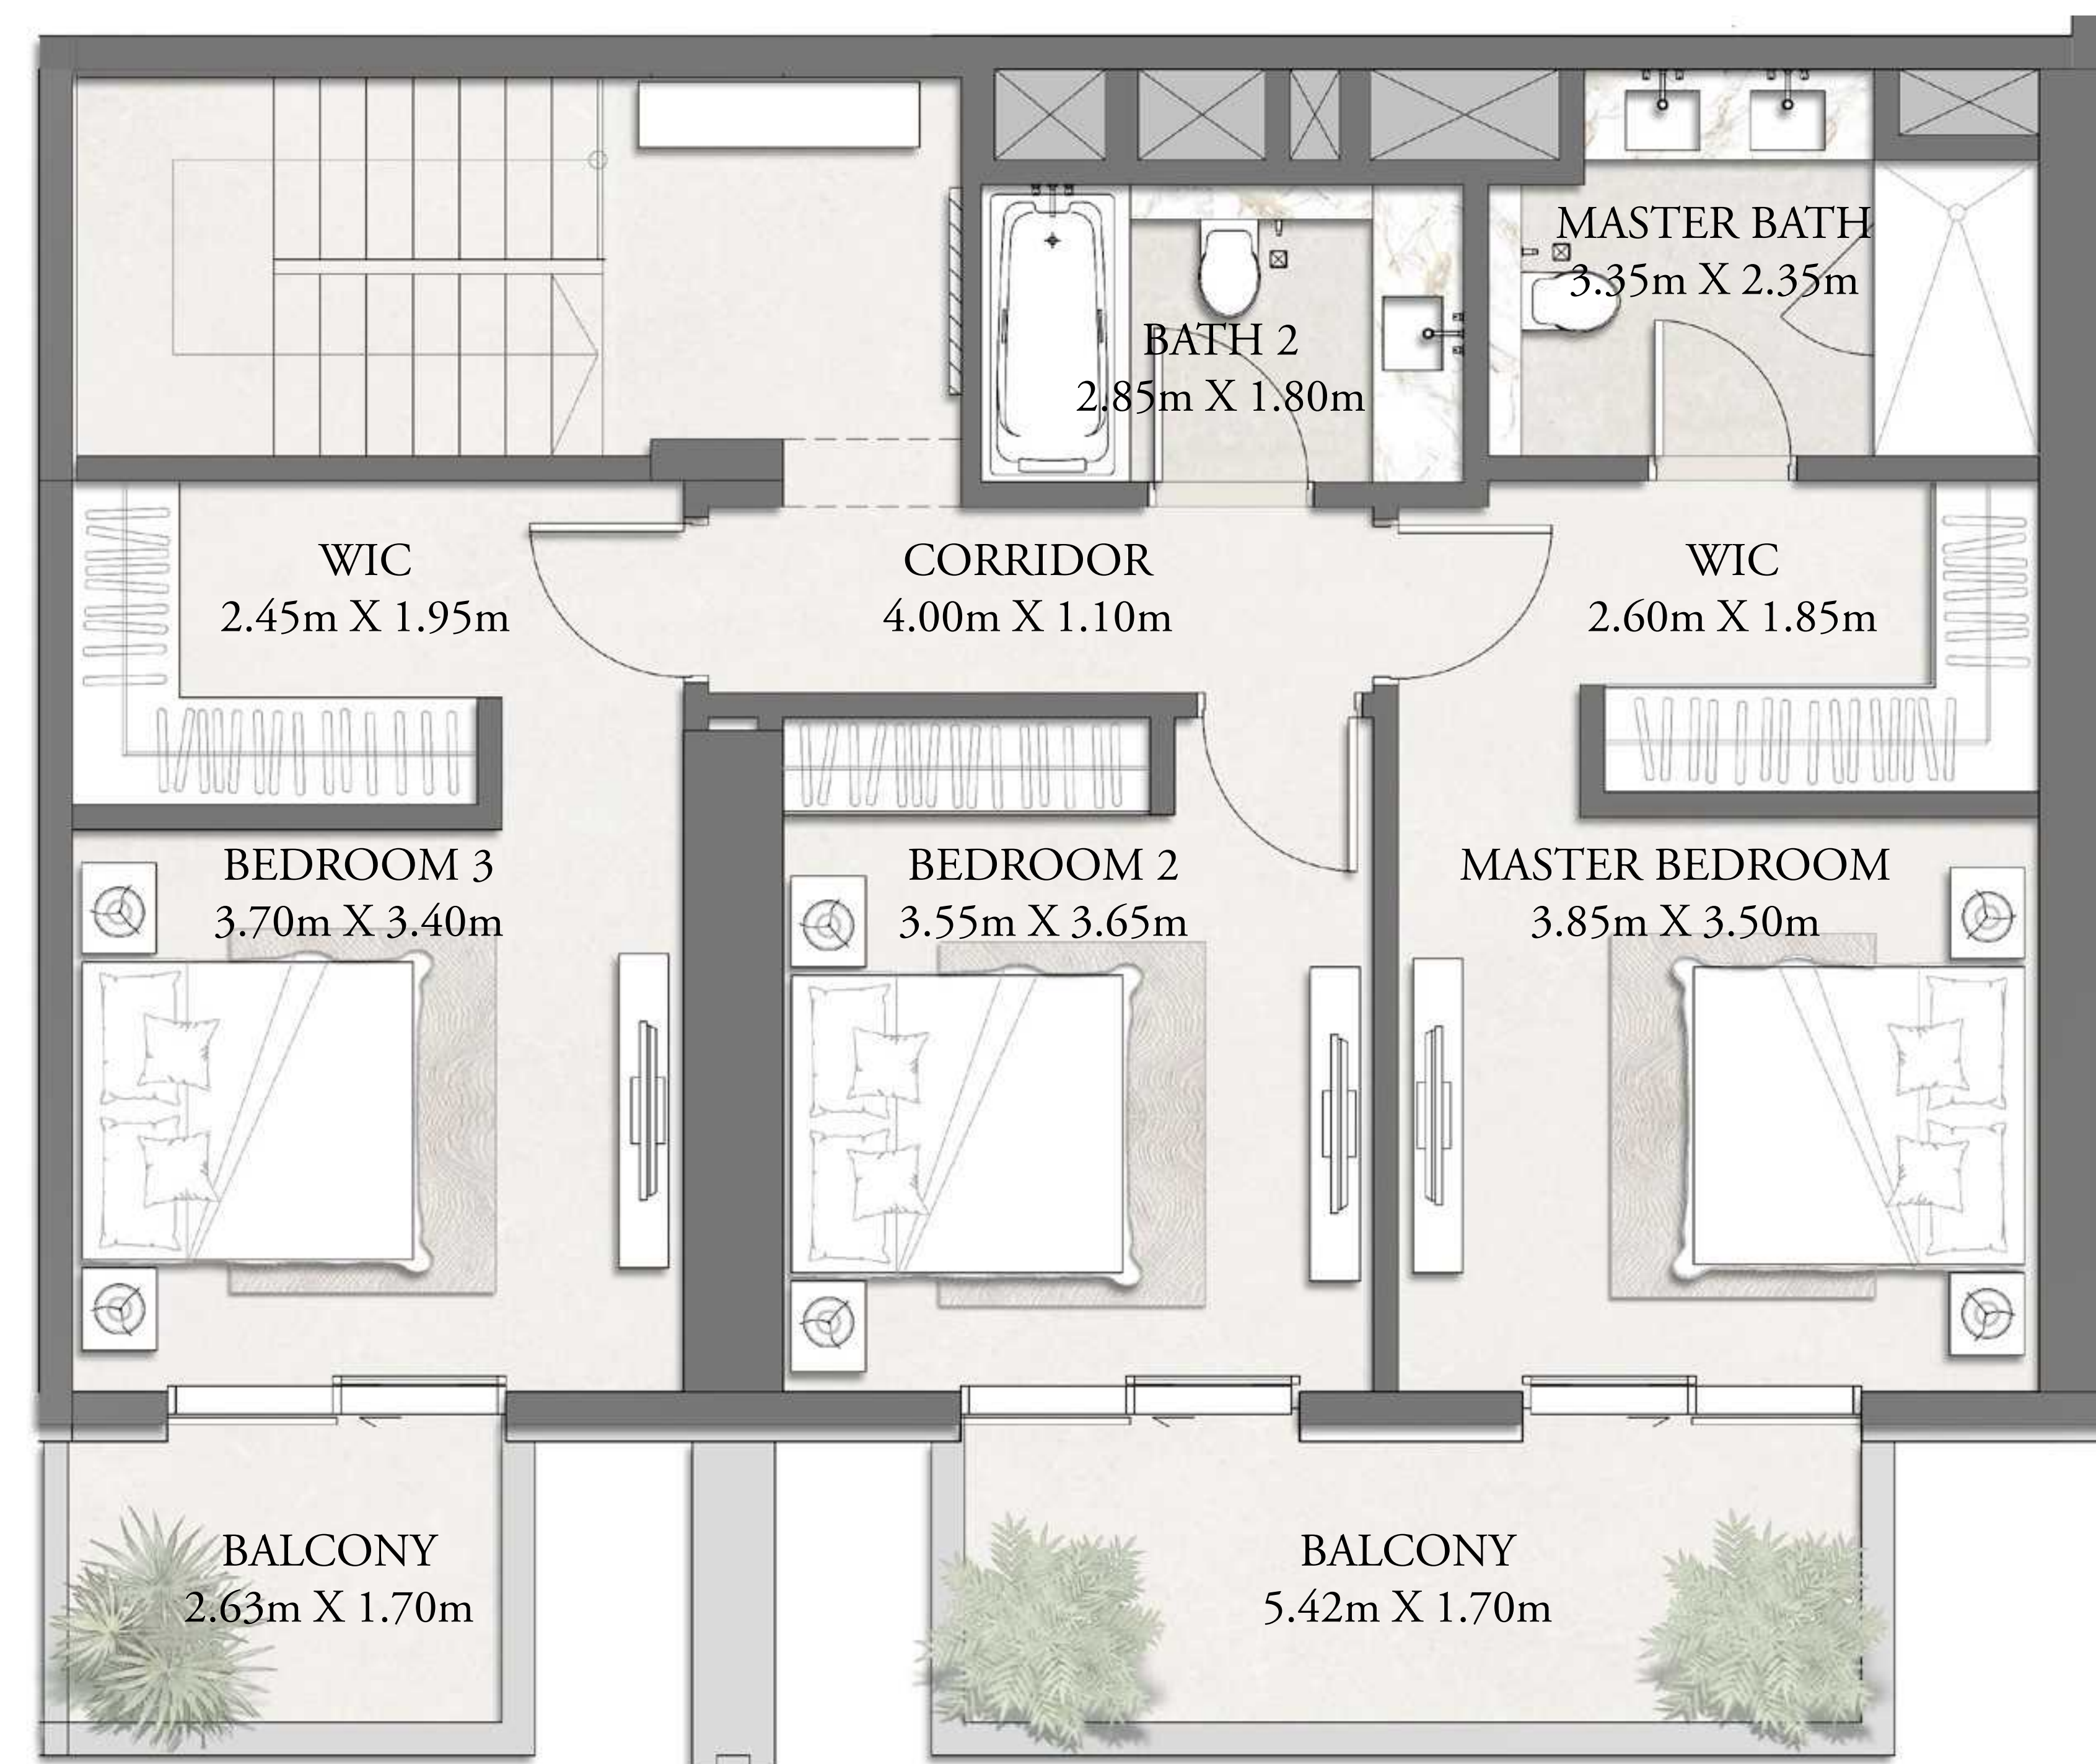 MASTER BATH
3.35m X 2.35m
BATH 2
2.85m X 1.80m
WIC
2.45m X 1.95m
CORRIDOR
4.00m X 1.10m
WIC
2.60m X 1.85m
BEDROOM 3
3.70m X 3.40m
BEDROOM 2
3.55m X 3.65m
MASTER BEDROOM
3.85m X 3.50m
BALCONY
2.63m X 1.70m
BALCONY
5.42m X 1.70m